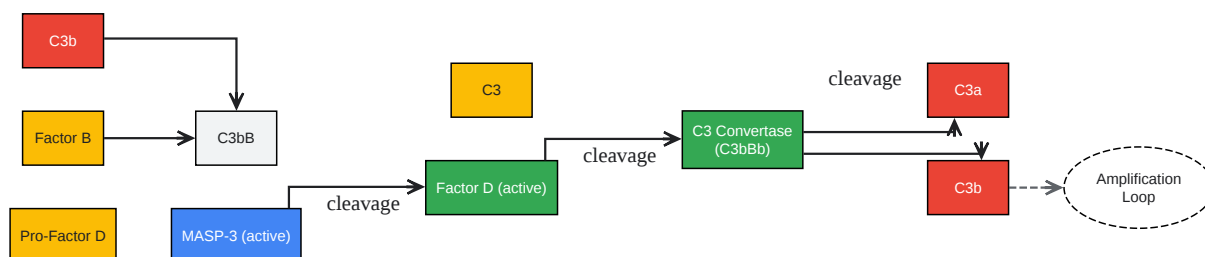 C3b
Factor B
C3bB
Pro-Factor D
MASP-3 (active)
cleavage
Factor D (active)
C3
cleavage
C3 Convertase
(C3bBb)
cleavage
C3a
C3b
Amplification
Loop